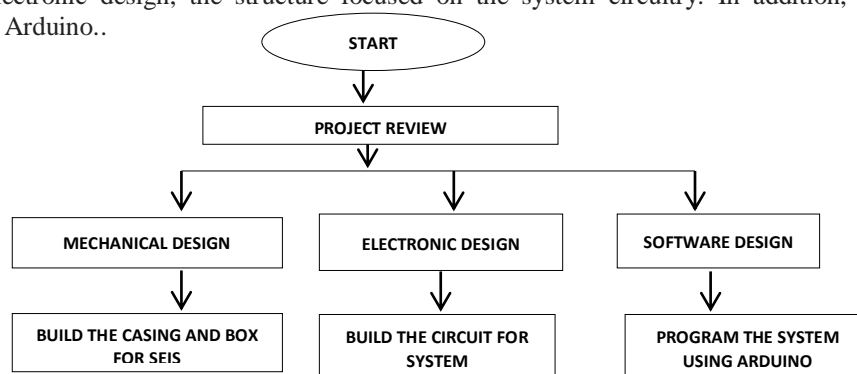 ectronic design, the structure focused on the system circuitry. In addition,
Arduino..
START
PROJECT REVIEW
MECHANICAL DESIGN
ELECTRONIC DESIGN
SOFTWARE DESIGN
BUILD THE CASING AND BOX
FOR SEIS
BUILD THE CIRCUIT FOR
SYSTEM
PROGRAM THE SYSTEM
USING ARDUINO